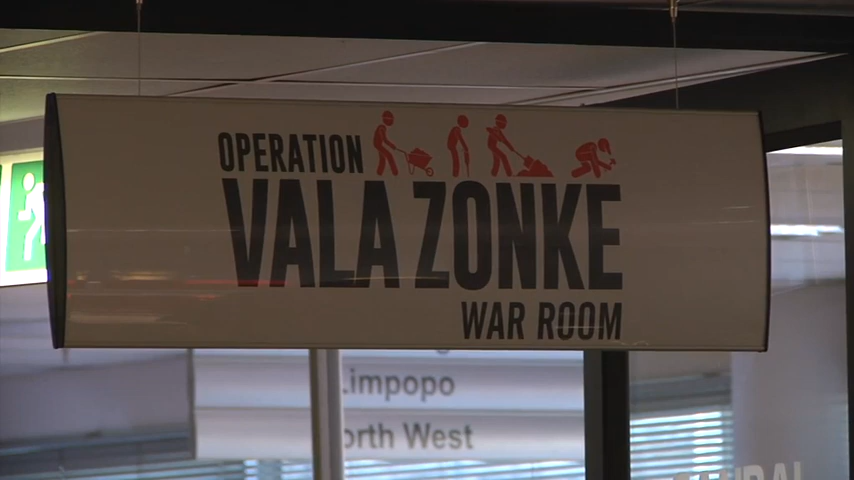 OPERATION
VALA ZONKE
WAR ROOM
Limpopo
orth West